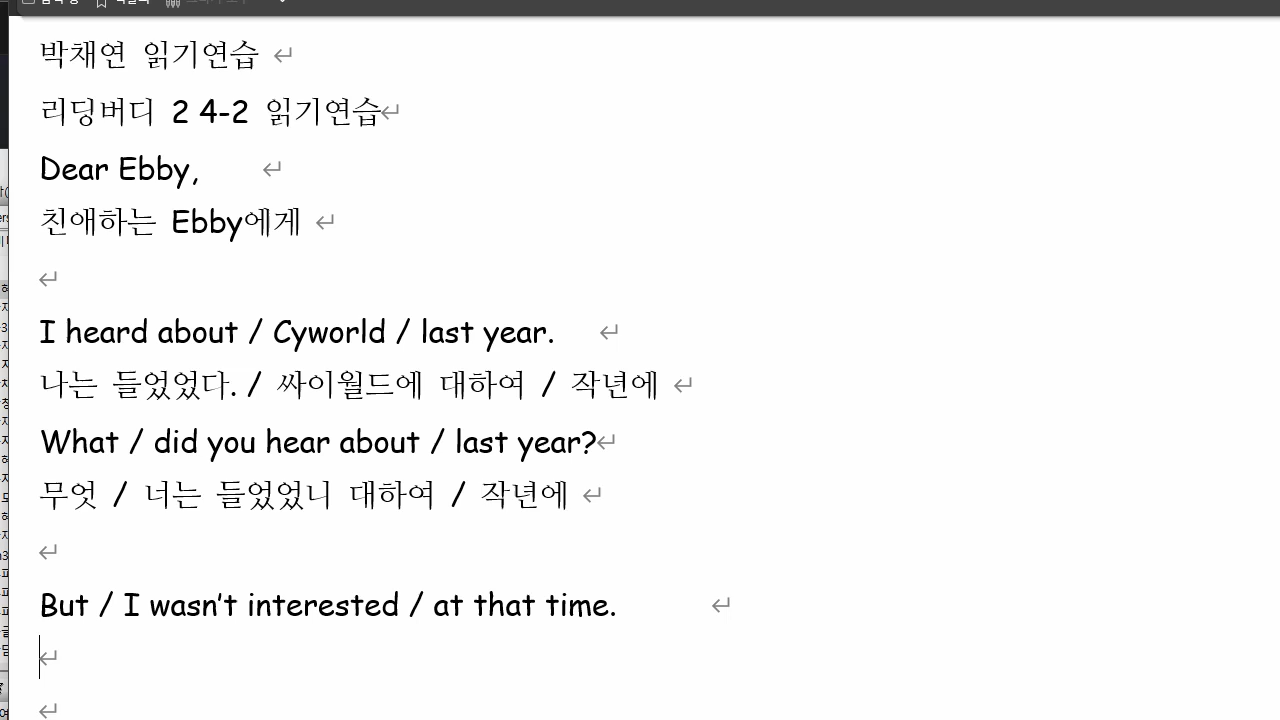 박채연 읽기연습
리딩버디 2 4-2 읽기연습
Dear Ebby,
친애하는 Ebby에게
I heard about / Cyworld / last year.
나는 들었었다. / 싸이월드에 대하여 / 작년에
What / did you hear about / last year?
무엇 / 너는 들었었니 대하여 / 작년에
But / I wasn't interested / at that time.